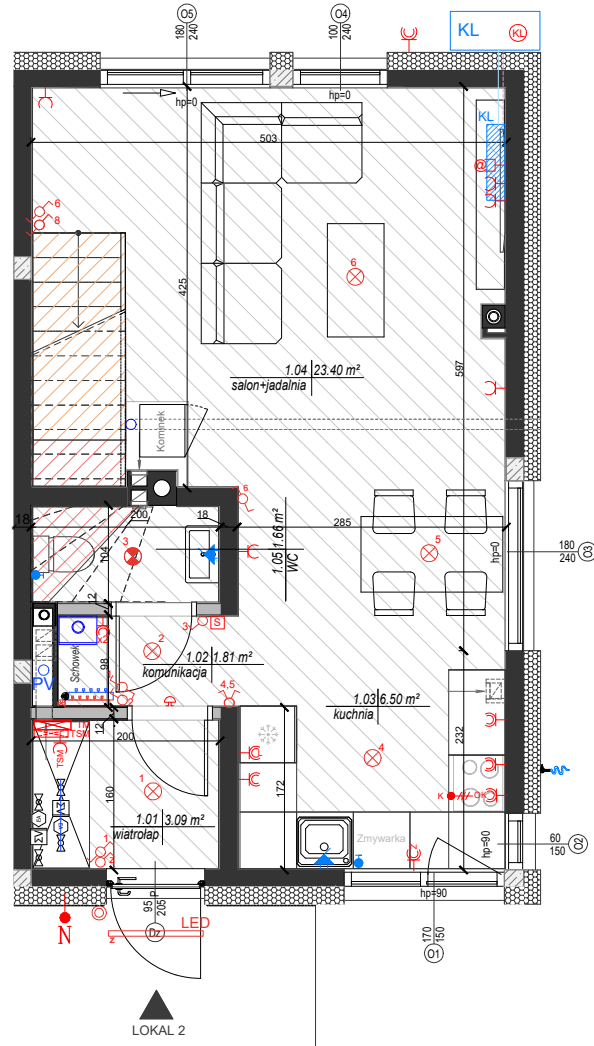 O5
180
240
O4
100
240
KL
KL
hp=0
hp=0
503
KL
@
6
8
6
425
597
1.04 23.40 m²
salon+jadalnia
Kominek
6
18
200
18
285
3
104
1.05 1.66 m²
WC
5
hp=0
180
240
O3
12
3
S
2
Schowek
98
1.02 1.81 m²
komunikacja
4,5
1.03 6.50 m²
kuchnia
232
PV
TM
TSM
TSM
12
200
172
4
1
160
1.01 3.09 m²
wiatrołap
K
OK
Zmywarka
hp=90
60
150
O2
1
2
hp=90
95
205
P
N
LED
z
Dz
170
150
O1
LOKAL 2